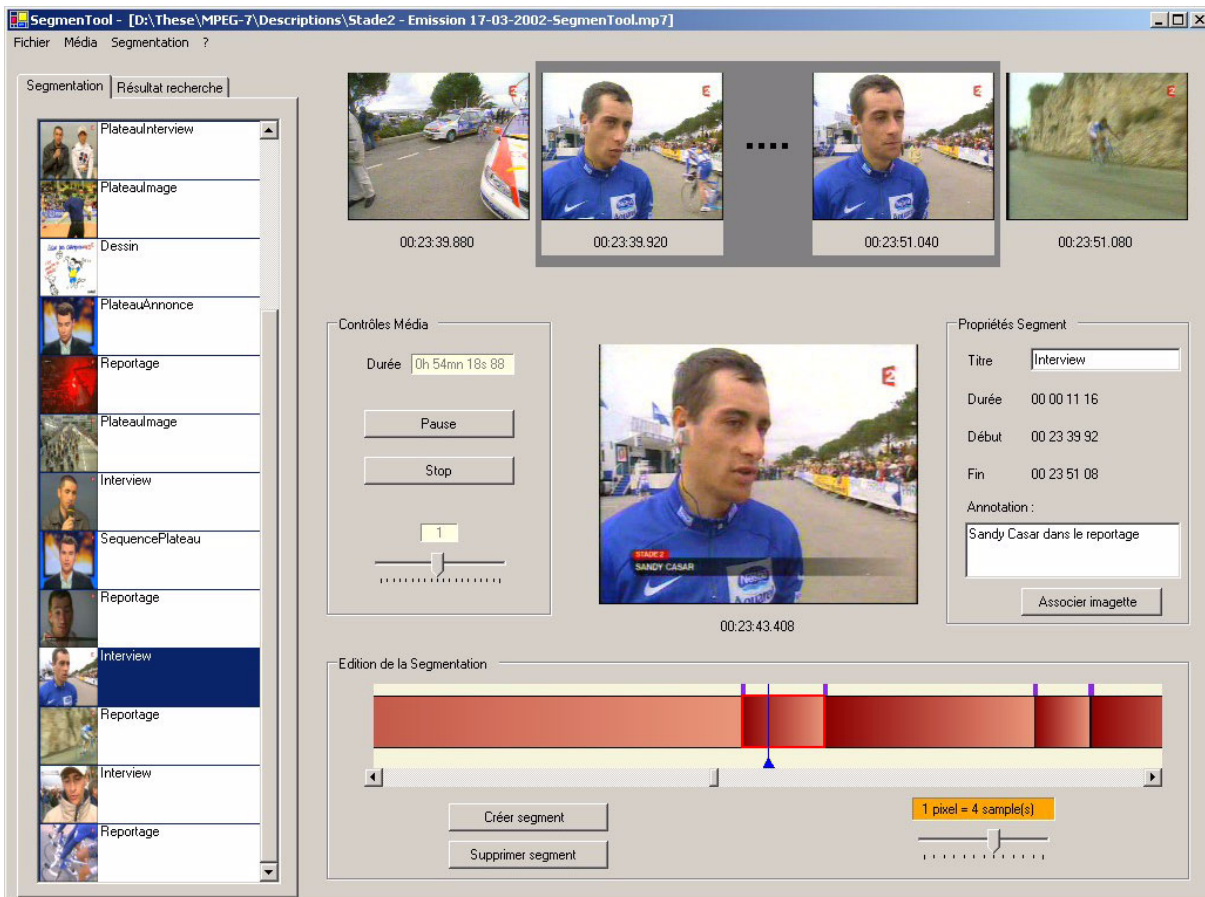 SegmenTool - [D:\These\MPEG-7\Descriptions\Stade2 - Emission 17-03-2002-SegmenTool.mp7]
Fichier Média Segmentation ?
Segmentation Résultat recherche
PlateauInterview
PlateauImage
Dessin
PlateauAnnonce
Reportage
PlateauImage
Interview
SequencePlateau
Reportage
Interview
Reportage
Interview
Reportage
00:23:39.880
00:23:39.920
00:23:51.040
00:23:51.080
Contrôles Média
Durée 0h 54mn 18s 88
Pause
Stop
1
2
STADE 2
SANDY CASAR
Nestlé
Aquarel
00:23:43.408
Propriétés Segment
Titre Interview
Durée 00 00 11 16
Début 00 23 39 92
Fin 00 23 51 08
Annotation :
Sandy Casar dans le reportage
Associer imagette
Edition de la Segmentation
Créer segment
Supprimer segment
1 pixel = 4 sample(s)